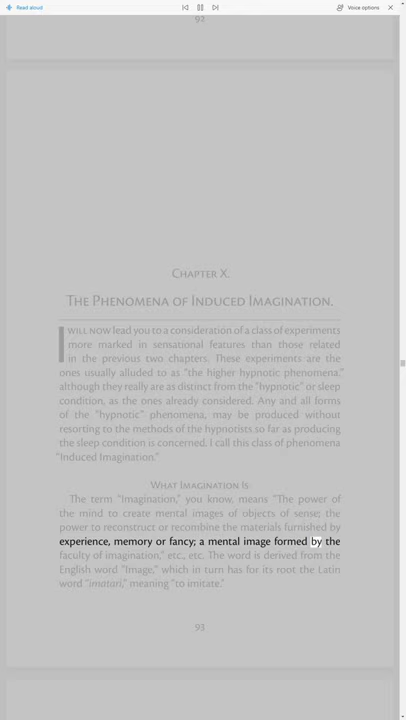 Read aloud
Voice options
92
CHAPTER X.
THE PHENOMENA OF INDUCED IMAGINATION.
I WILL NOW lead you to a consideration of a class of experiments
more marked in sensational features than those related
in the previous two chapters. These experiments are the
ones usually alluded to as "the higher hypnotic phenomena."
although they really are as distinct from the "hypnotic" or sleep
condition, as the ones already considered. Any and all forms
of the "hypnotic" phenomena, may be produced without
resorting to the methods of the hypnotists so far as producing
the sleep condition is concerned. I call this class of phenomena
"Induced Imagination."
WHAT IMAGINATION IS.
The term "Imagination," you know, means "The power of
the mind to create mental images of objects of sense; the
power to reconstruct or recombine the materials furnished by
experience, memory or fancy; a mental image formed by the
faculty of imagination," etc., etc. The word is derived from the
English word "Image," which in turn has for its root the Latin
word "imatari," meaning "to imitate."
93